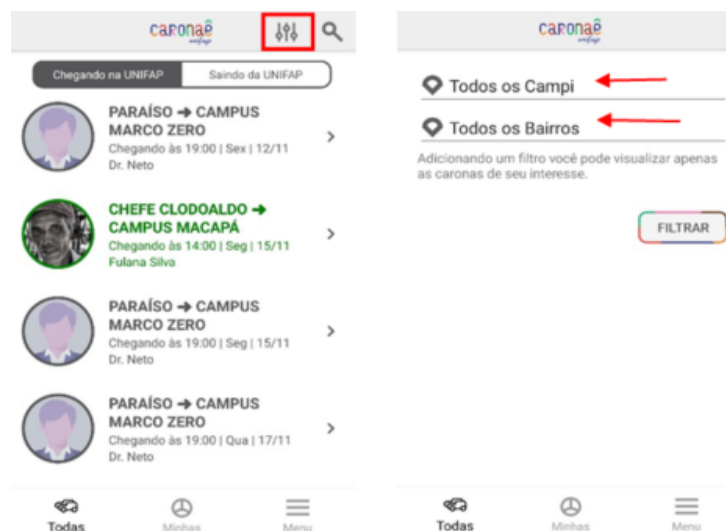 caronaê
unifap
Chegando na UNIFAP
Saindo da UNIFAP
PARAÍSO → CAMPUS
MARCO ZERO
Chegando às 19:00 | Sex | 12/11
Dr. Neto
CHEFE CLODOALDO →
CAMPUS MACAPÁ
Chegando às 14:00 | Seg | 15/11
Fulana Silva
PARAÍSO → CAMPUS
MARCO ZERO
Chegando às 19:00 | Seg | 15/11
Dr. Neto
PARAÍSO → CAMPUS
MARCO ZERO
Chegando às 19:00 | Qua | 17/11
Dr. Neto
Todas
Minhas
Menu
caronaê
unifap
Todos os Campi
Todos os Bairros
Adicionando um filtro você pode visualizar apenas
as caronas de seu interesse.
FILTRAR
Todas
Minhas
Menu